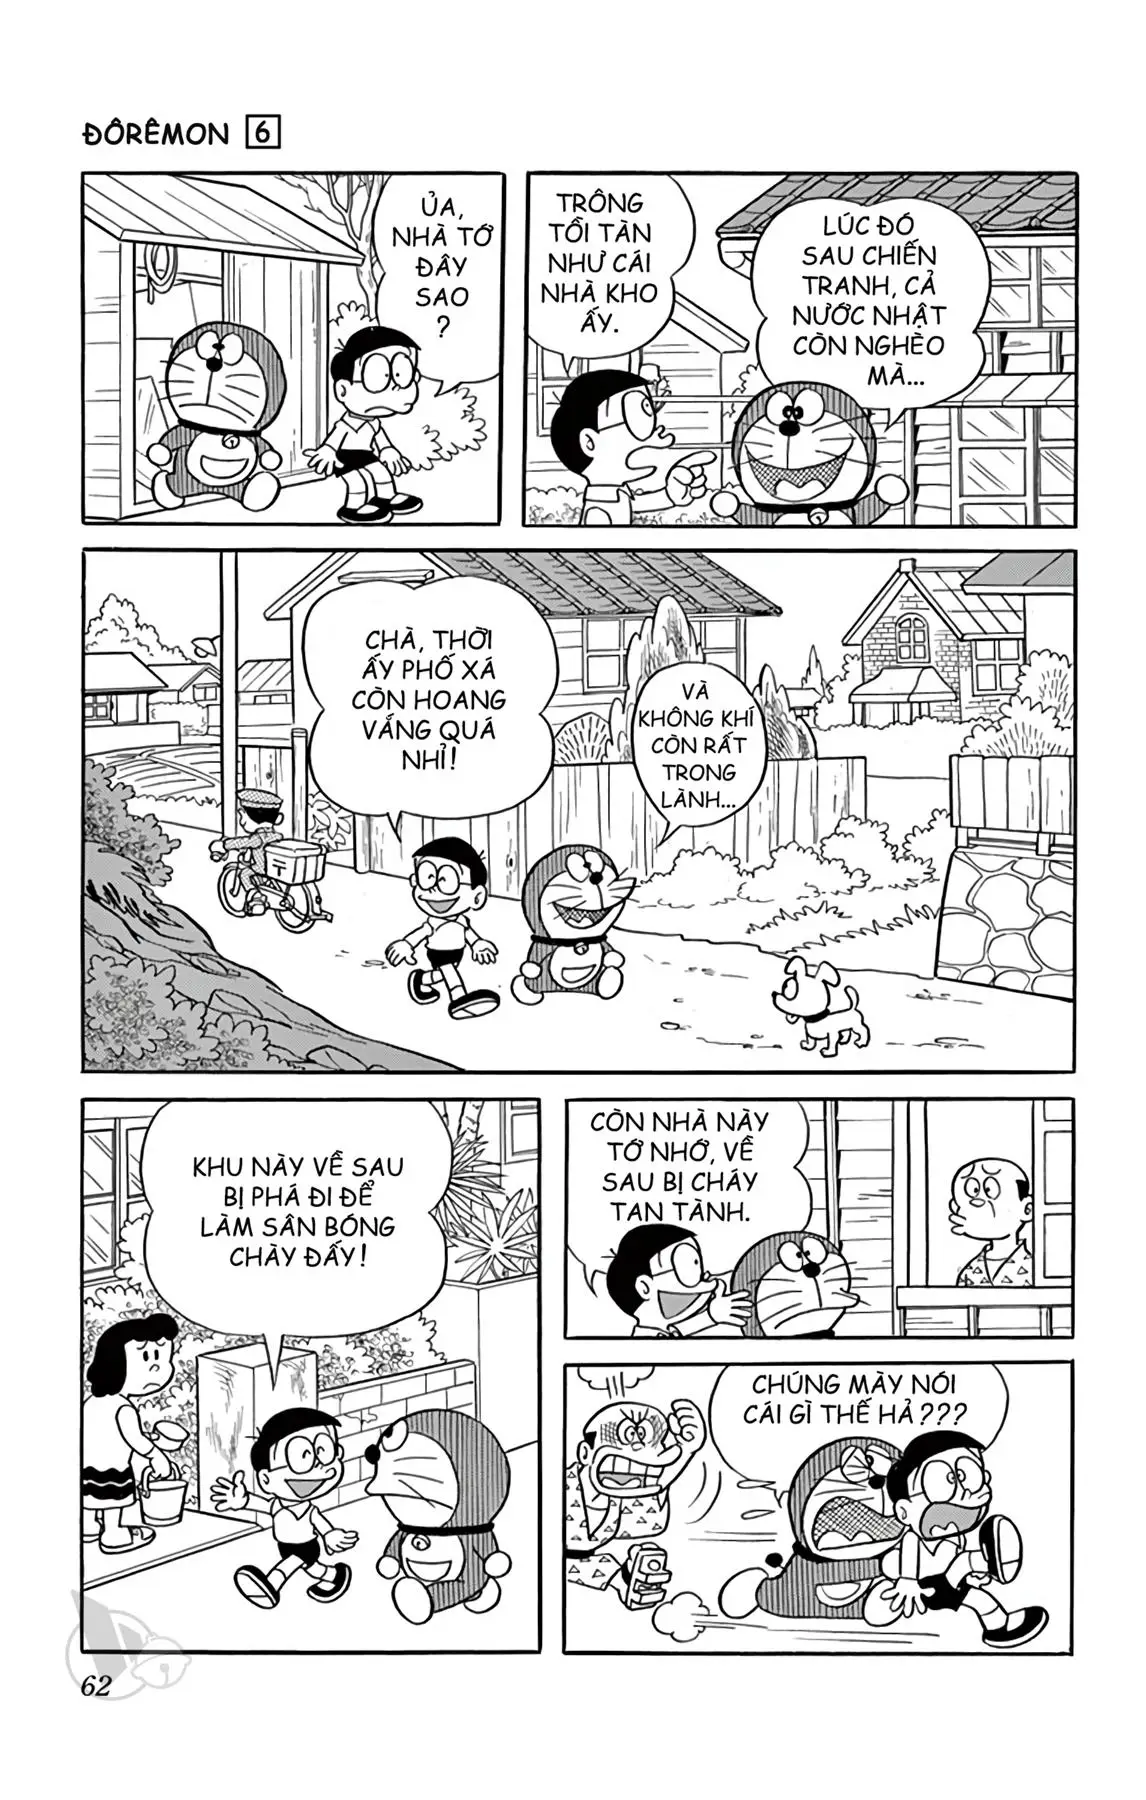 ĐÔRÊMON 6
ỦA,
NHÀ TỚ
ĐÂY
SAO
?
TRÔNG
TỒI TÀN
NHƯ CÁI
NHÀ KHO
ẤY.
LÚC ĐÓ
SAU CHIẾN
TRANH, CẢ
NƯỚC NHẬT
CÒN NGHÈO
MÀ...
CHÀ, THỜI
ẤY PHỐ XÁ
CÒN HOANG
VẮNG QUÁ
NHỈ!
VÀ
KHÔNG KHÍ
CÒN RẤT
TRONG
LÀNH...
〒
KHU NÀY VỀ SAU
BỊ PHÁ ĐI ĐỂ
LÀM SÂN BÓNG
CHÀY ĐẤY!
CÒN NHÀ NÀY
TỚ NHỚ, VỀ
SAU BỊ CHÁY
TAN TÀNH.
CHÚNG MÀY NÓI
CÁI GÌ THẾ HẢ???
62